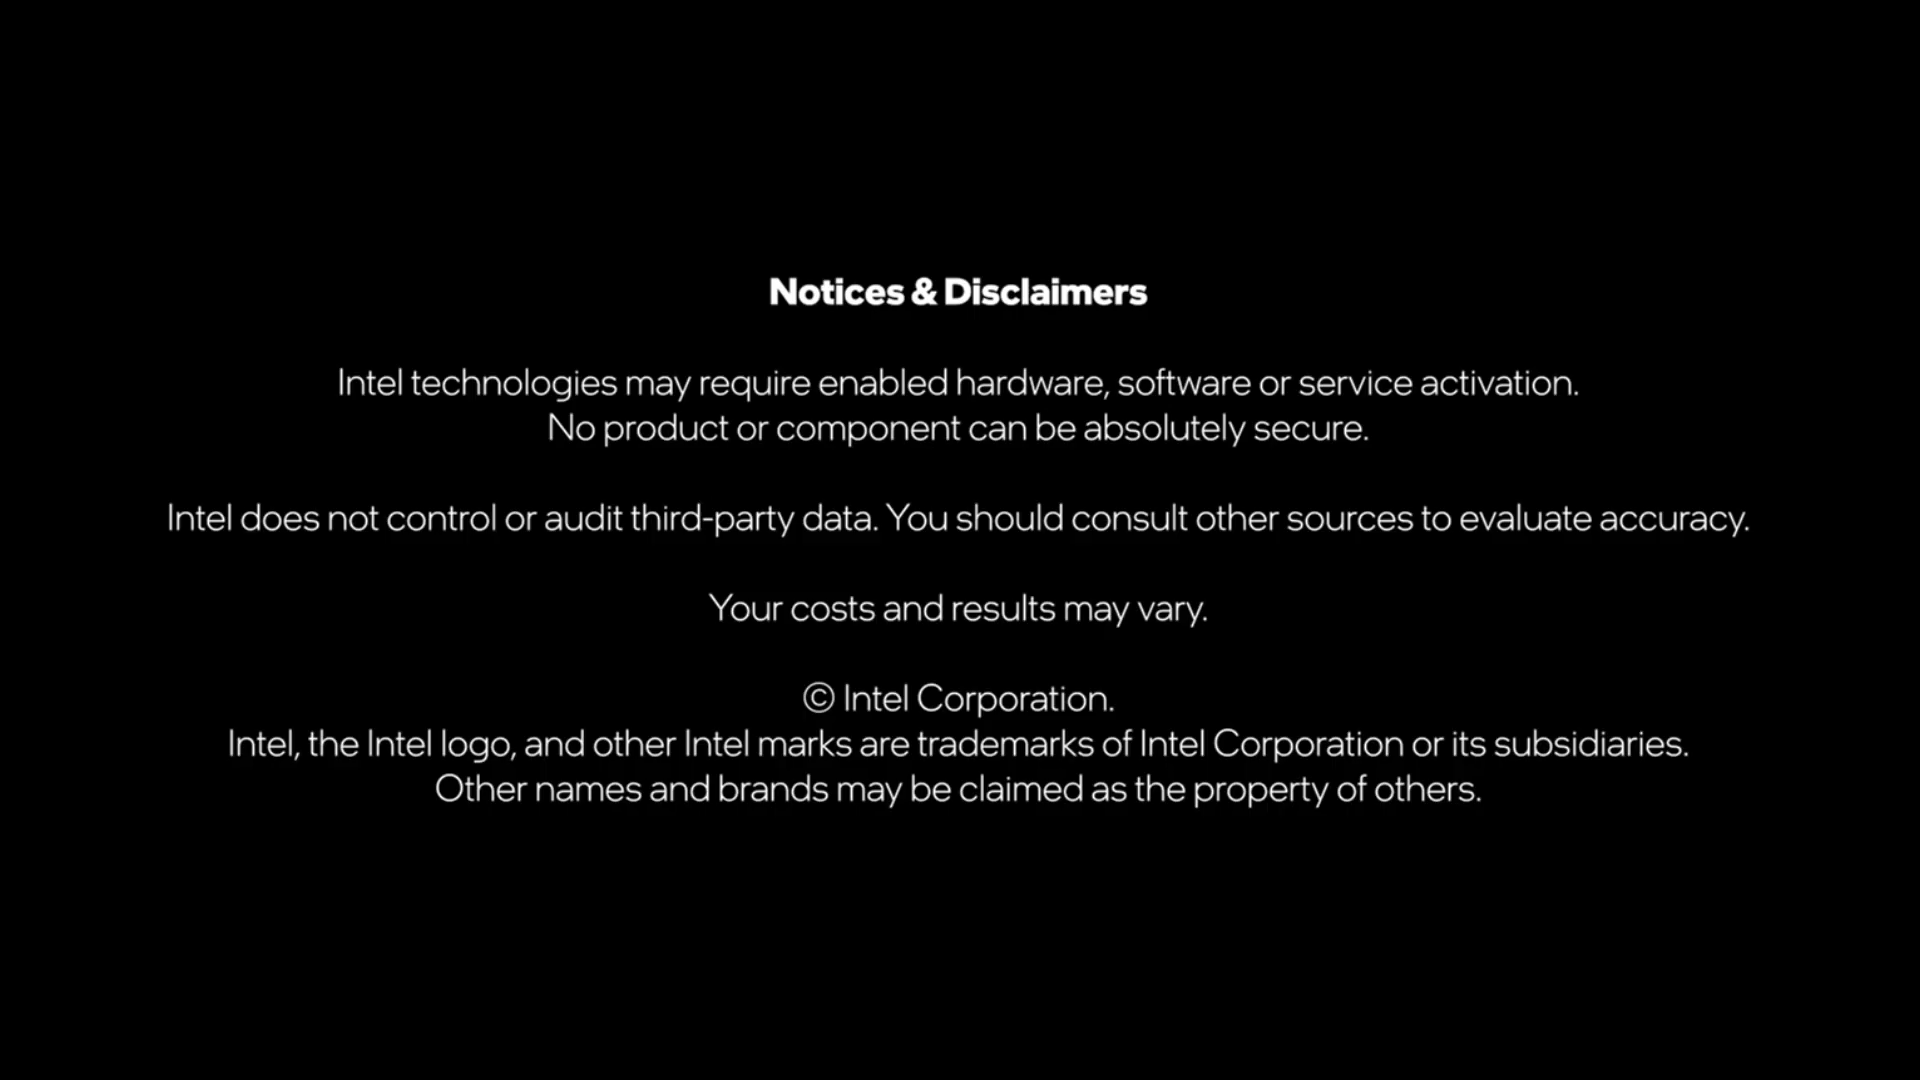 Notices & Disclaimers
Intel technologies may require enabled hardware, software or service activation.
No product or component can be absolutely secure.
Intel does not control or audit third-party data. You should consult other sources to evaluate accuracy.
Your costs and results may vary.
© Intel Corporation.
Intel, the Intel logo, and other Intel marks are trademarks of Intel Corporation or its subsidiaries.
Other names and brands may be claimed as the property of others.